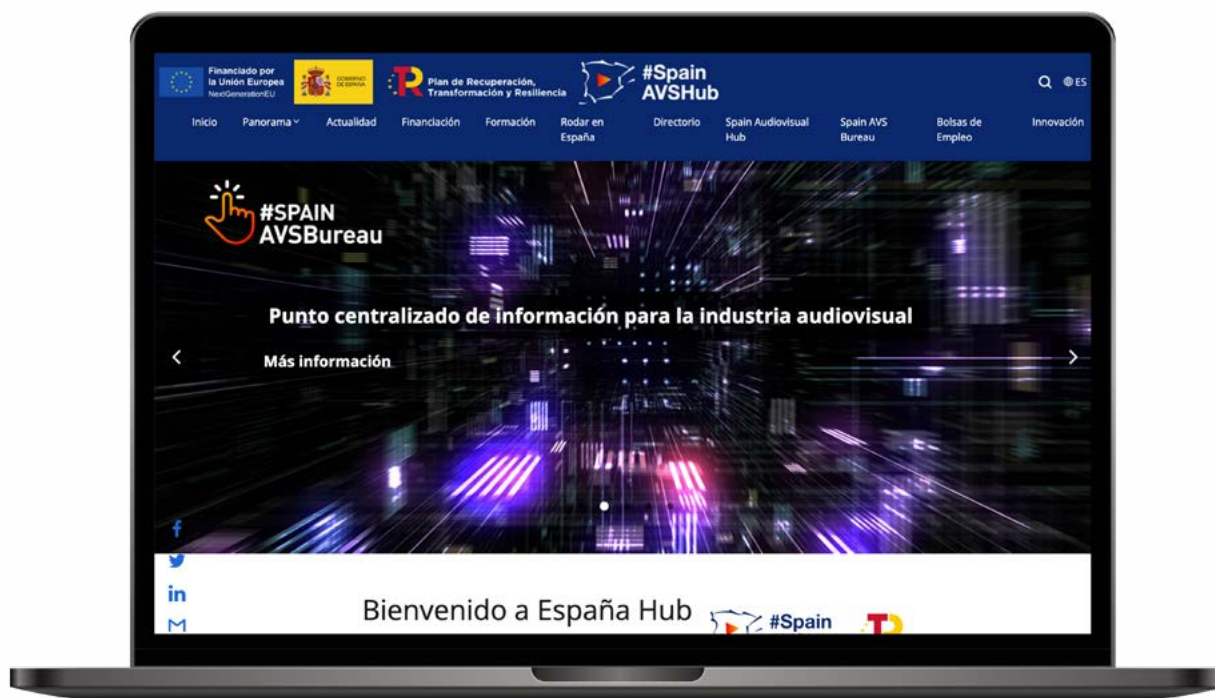 Financiado por
la Unión Europea
NextGenerationEU
GOBIERNO
DE ESPAÑA
Plan de Recuperación,
Transformación y Resiliencia
#Spain
AVSHub
ES
Inicio
Panorama
Actualidad
Financiación
Formación
Rodar en
España
Directorio
Spain Audiovisual
Hub
Spain AVS
Bureau
Bolsas de
Empleo
Innovación
#SPAIN
AVSBureau
Punto centralizado de información para la industria audiovisual
Más información
Bienvenido a España Hub
#Spain